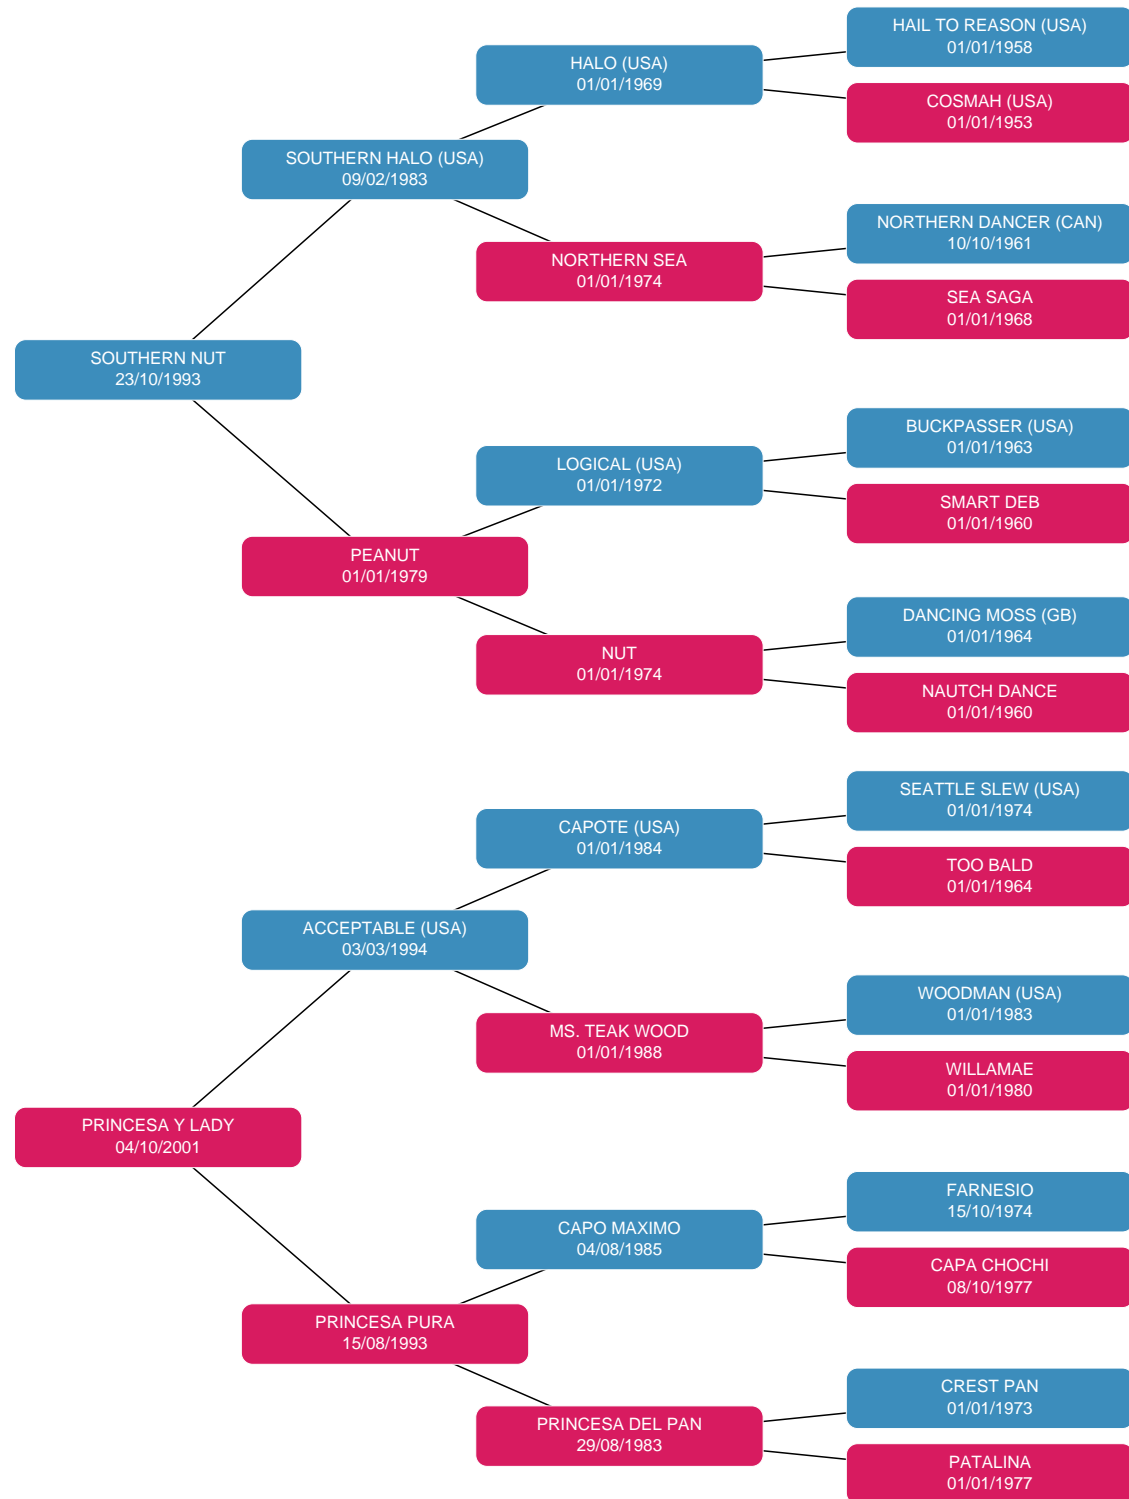 HAIL TO REASON (USA)
01/01/1958
HALO (USA)
01/01/1969
COSMAH (USA)
01/01/1953
SOUTHERN HALO (USA)
09/02/1983
NORTHERN DANCER (CAN)
10/10/1961
NORTHERN SEA
01/01/1974
SEA SAGA
01/01/1968
SOUTHERN NUT
23/10/1993
BUCKPASSER (USA)
01/01/1963
LOGICAL (USA)
01/01/1972
SMART DEB
01/01/1960
PEANUT
01/01/1979
DANCING MOSS (GB)
01/01/1964
NUT
01/01/1974
NAUTCH DANCE
01/01/1960
SEATTLE SLEW (USA)
01/01/1974
CAPOTE (USA)
01/01/1984
TOO BALD
01/01/1964
ACCEPTABLE (USA)
03/03/1994
WOODMAN (USA)
01/01/1983
MS. TEAK WOOD
01/01/1988
WILLAMAE
01/01/1980
PRINCESA Y LADY
04/10/2001
FARNESIO
15/10/1974
CAPO MAXIMO
04/08/1985
CAPA CHOCHI
08/10/1977
PRINCESA PURA
15/08/1993
CREST PAN
01/01/1973
PRINCESA DEL PAN
29/08/1983
PATALINA
01/01/1977